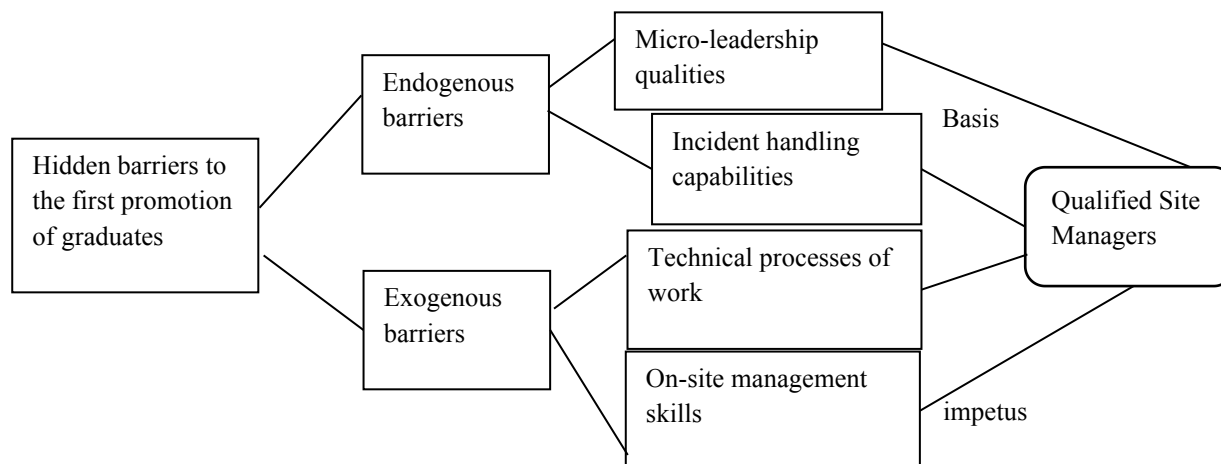 Hidden barriers to
the first promotion
of graduates
Endogenous
barriers
Exogenous
barriers
Micro-leadership
qualities
Incident handling
capabilities
Technical processes of
work
On-site management
skills
Basis
impetus
Qualified Site
Managers